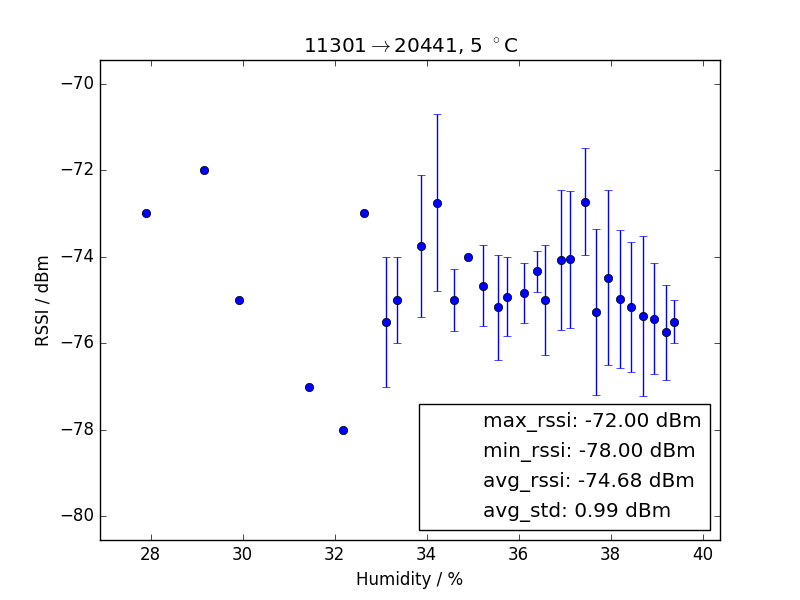 11301→20441, 5 °C
−70
−72
−74
−76
−78
−80
RSSI / dBm
max_rssi: -72.00 dBm
min_rssi: -78.00 dBm
avg_rssi: -74.68 dBm
avg_std: 0.99 dBm
28 30 32 34 36 38 40
Humidity / %